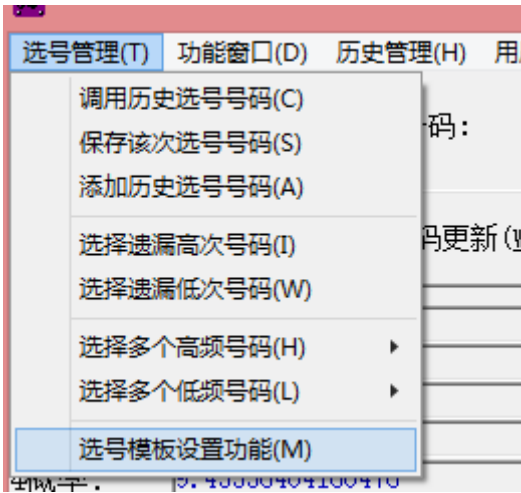 选号管理(T) 功能窗口(D) 历史管理(H) 用
调用历史选号号码(C)
码:
保存该次选号号码(S)
添加历史选号号码(A)
选择遗漏高次号码(I)
码更新(
选择遗漏低次号码(W)
选择多个高频号码(H)
选择多个低频号码(L)
选号模板设置功能(M)
概率: